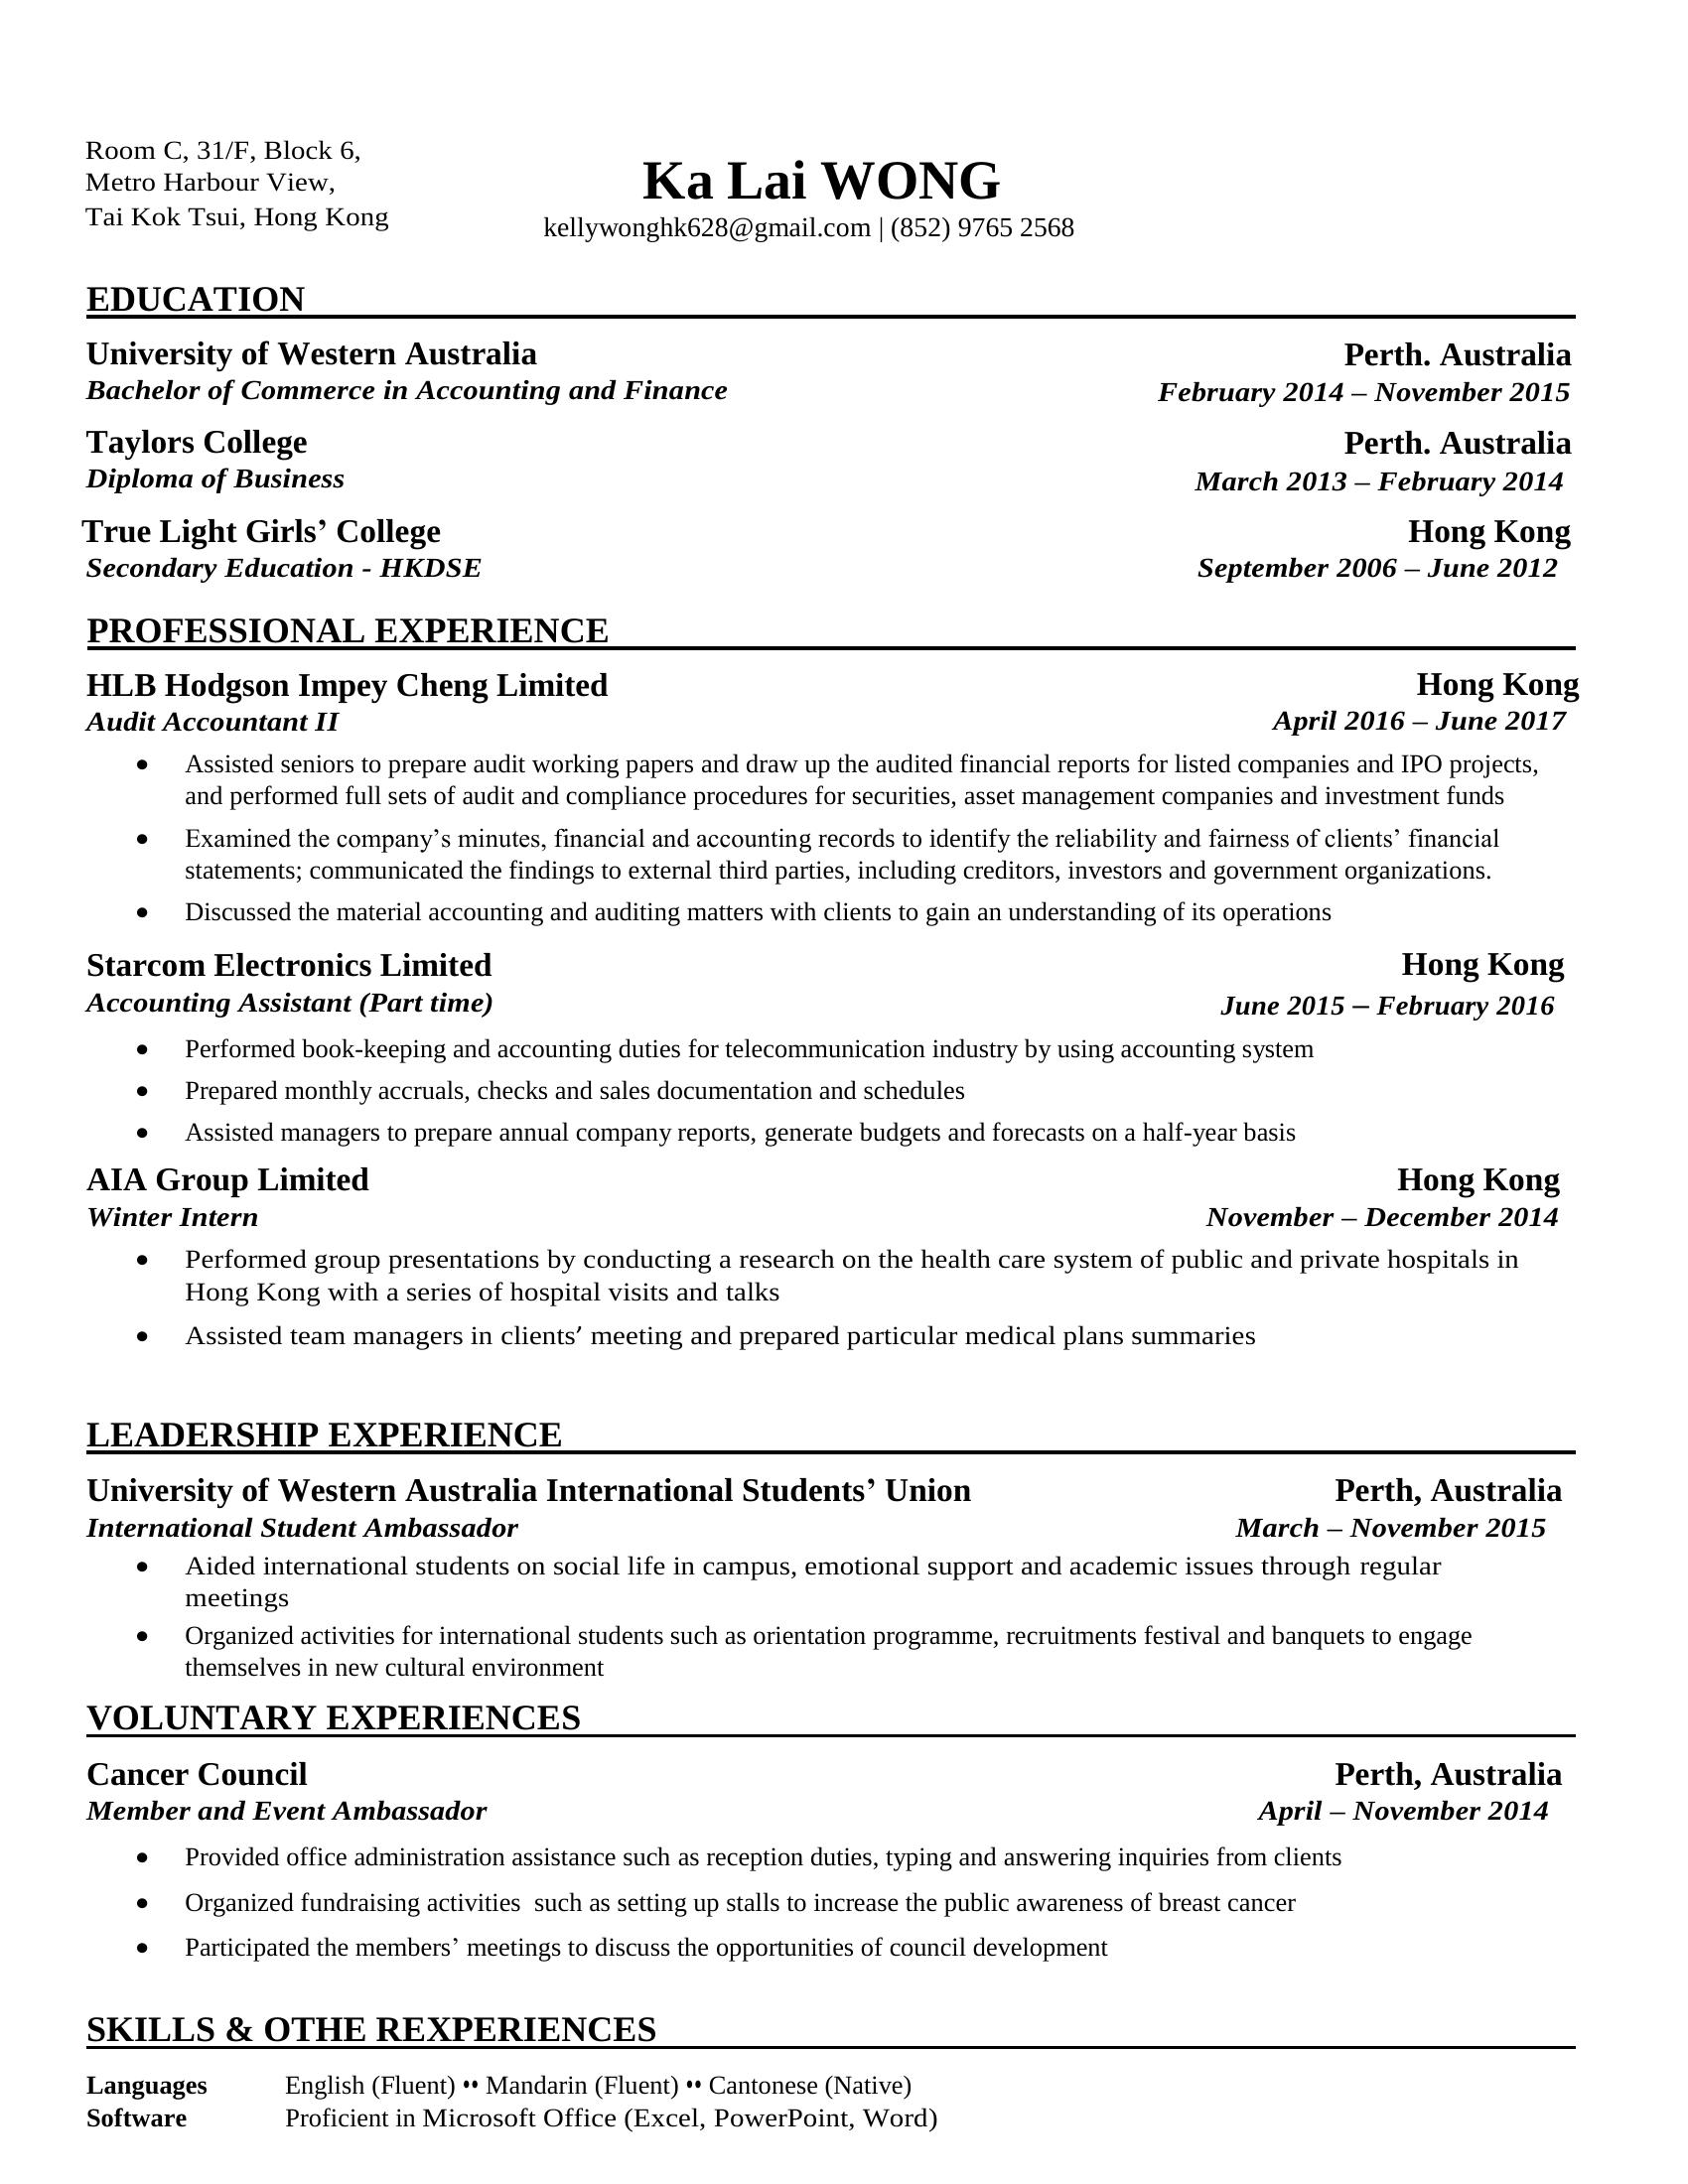 Room C, 31/F, Block 6,
Metro Harbour View,
Tai Kok Tsui, Hong Kong
Ka Lai WONG
kellywonghk628@gmail.com | (852) 9765 2568
EDUCATION
University of Western Australia Perth. Australia
Bachelor of Commerce in Accounting and Finance February 2014 – November 2015
Taylors College Perth. Australia
Diploma of Business March 2013 – February 2014
True Light Girls’ College Hong Kong
Secondary Education - HKDSE September 2006 – June 2012
PROFESSIONAL EXPERIENCE
HLB Hodgson Impey Cheng Limited Hong Kong
Audit Accountant II April 2016 – June 2017
• Assisted seniors to prepare audit working papers and draw up the audited financial reports for listed companies and IPO projects,
and performed full sets of audit and compliance procedures for securities, asset management companies and investment funds
• Examined the company’s minutes, financial and accounting records to identify the reliability and fairness of clients’ financial
statements; communicated the findings to external third parties, including creditors, investors and government organizations.
• Discussed the material accounting and auditing matters with clients to gain an understanding of its operations
Starcom Electronics Limited Hong Kong
Accounting Assistant (Part time) June 2015 – February 2016
• Performed book-keeping and accounting duties for telecommunication industry by using accounting system
• Prepared monthly accruals, checks and sales documentation and schedules
• Assisted managers to prepare annual company reports, generate budgets and forecasts on a half-year basis
AIA Group Limited Hong Kong
Winter Intern November – December 2014
• Performed group presentations by conducting a research on the health care system of public and private hospitals in
Hong Kong with a series of hospital visits and talks
• Assisted team managers in clients’ meeting and prepared particular medical plans summaries
LEADERSHIP EXPERIENCE
University of Western Australia International Students’ Union Perth, Australia
International Student Ambassador March – November 2015
• Aided international students on social life in campus, emotional support and academic issues through regular
meetings
• Organized activities for international students such as orientation programme, recruitments festival and banquets to engage
themselves in new cultural environment
VOLUNTARY EXPERIENCES
Cancer Council Perth, Australia
Member and Event Ambassador April – November 2014
• Provided office administration assistance such as reception duties, typing and answering inquiries from clients
• Organized fundraising activities such as setting up stalls to increase the public awareness of breast cancer
• Participated the members’ meetings to discuss the opportunities of council development
SKILLS & OTHE REXPERIENCES
Languages English (Fluent) •• Mandarin (Fluent) •• Cantonese (Native)
Software Proficient in Microsoft Office (Excel, PowerPoint, Word)